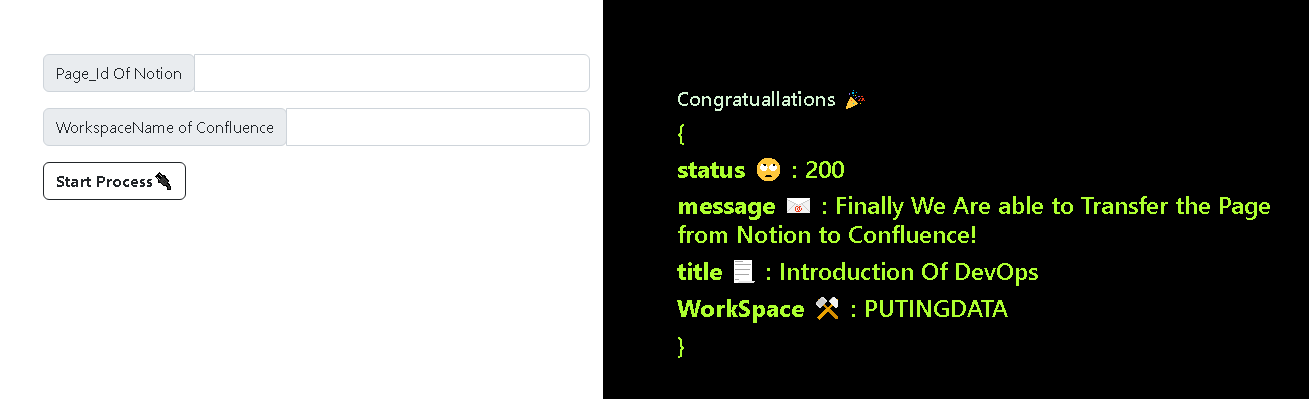 Page_Id Of Notion
WorkspaceName of Confluence
Start Process
Congratuallations 🎉
{
status 🙄 : 200
message 📧 : Finally We Are able to Transfer the Page
from Notion to Confluence!
title 📃 : Introduction Of DevOps
WorkSpace ⚒ : PUTINGDATA
}